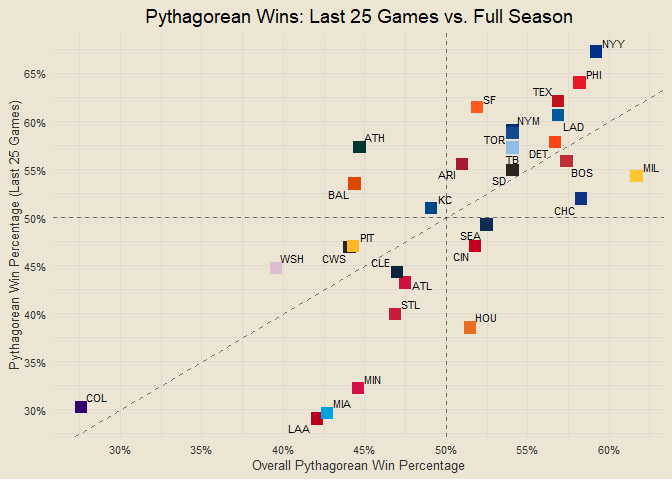 Pythagorean Wins: Last 25 Games vs. Full Season
NYY
PHI
65%
TEX
SF
60%
NYM
LAD
ATH
TOR
DET
55%
TB
ARI
BOS
MIL
SD
BAL
KC
CHC
50%
SEA
PIT
CIN
WSH
CWS
CLE
45%
ATL
STL
40%
HOU
35%
MIN
COL
MIA
30%
LAA
30%
35%
40%
45%
50%
55%
60%
Overall Pythagorean Win Percentage
Pythagorean Win Percentage (Last 25 Games)